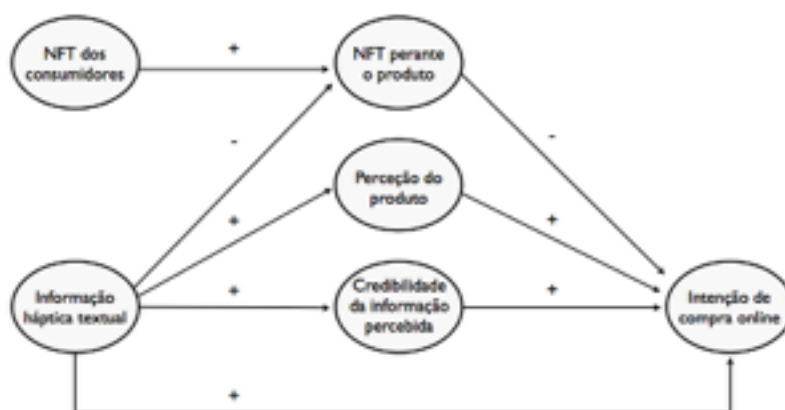 NFT dos
consumidores
+
NFT perante
o produto
-
-
Perceção do
produto
+
+
Informação
háptica textual
+
Credibilidade
da informação
percebida
+
Intenção de
compra online
+